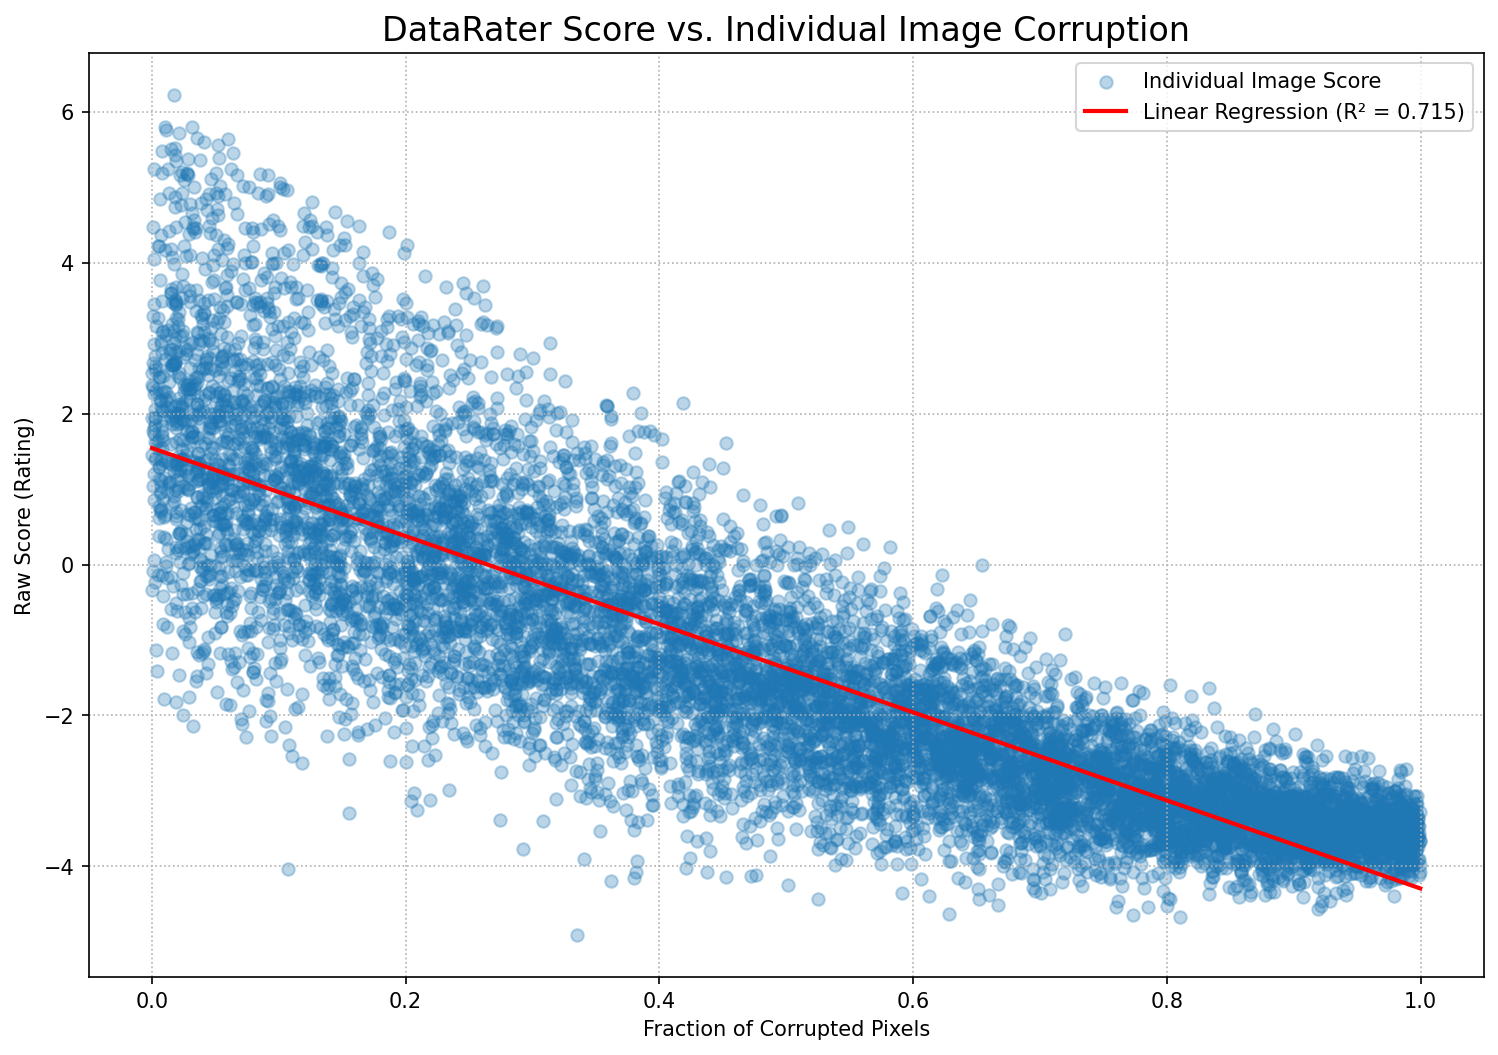 DataRater Score vs. Individual Image Corruption
Individual Image Score
Linear Regression (R² = 0.715)
Raw Score (Rating)
6
4
2
0
−2
−4
0.0 0.2 0.4 0.6 0.8 1.0
Fraction of Corrupted Pixels